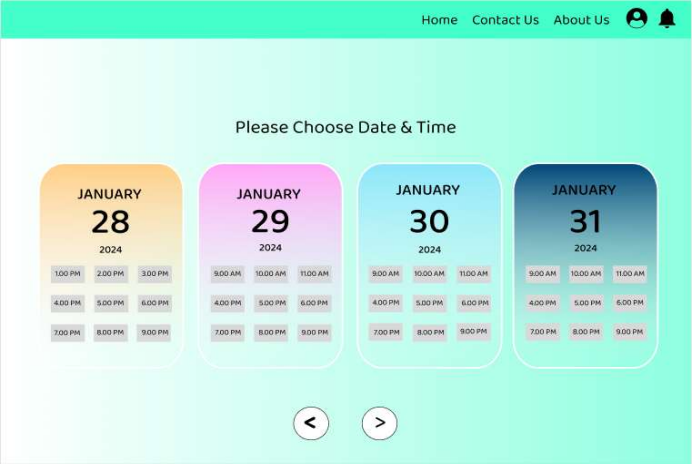 Home Contact Us About Us
Please Choose Date & Time
JANUARY
28
2024
1.00 PM 2.00 PM 3.00 PM
4.00 PM 5.00 PM 6.00 PM
7.00 PM 8.00 PM 9.00 PM
JANUARY
29
2024
9.00 AM 10.00 AM 11.00 AM
4.00 PM 5.00 PM 6.00 PM
7.00 PM 8.00 PM 9.00 PM
JANUARY
30
2024
9.00 AM 10.00 AM 11.00 AM
4.00 PM 5.00 PM 6.00 PM
7.00 PM 8.00 PM 9.00 PM
JANUARY
31
2024
9.00 AM 10.00 AM 11.00 AM
4.00 PM 5.00 PM 6.00 PM
7.00 PM 8.00 PM 9.00 PM
< >